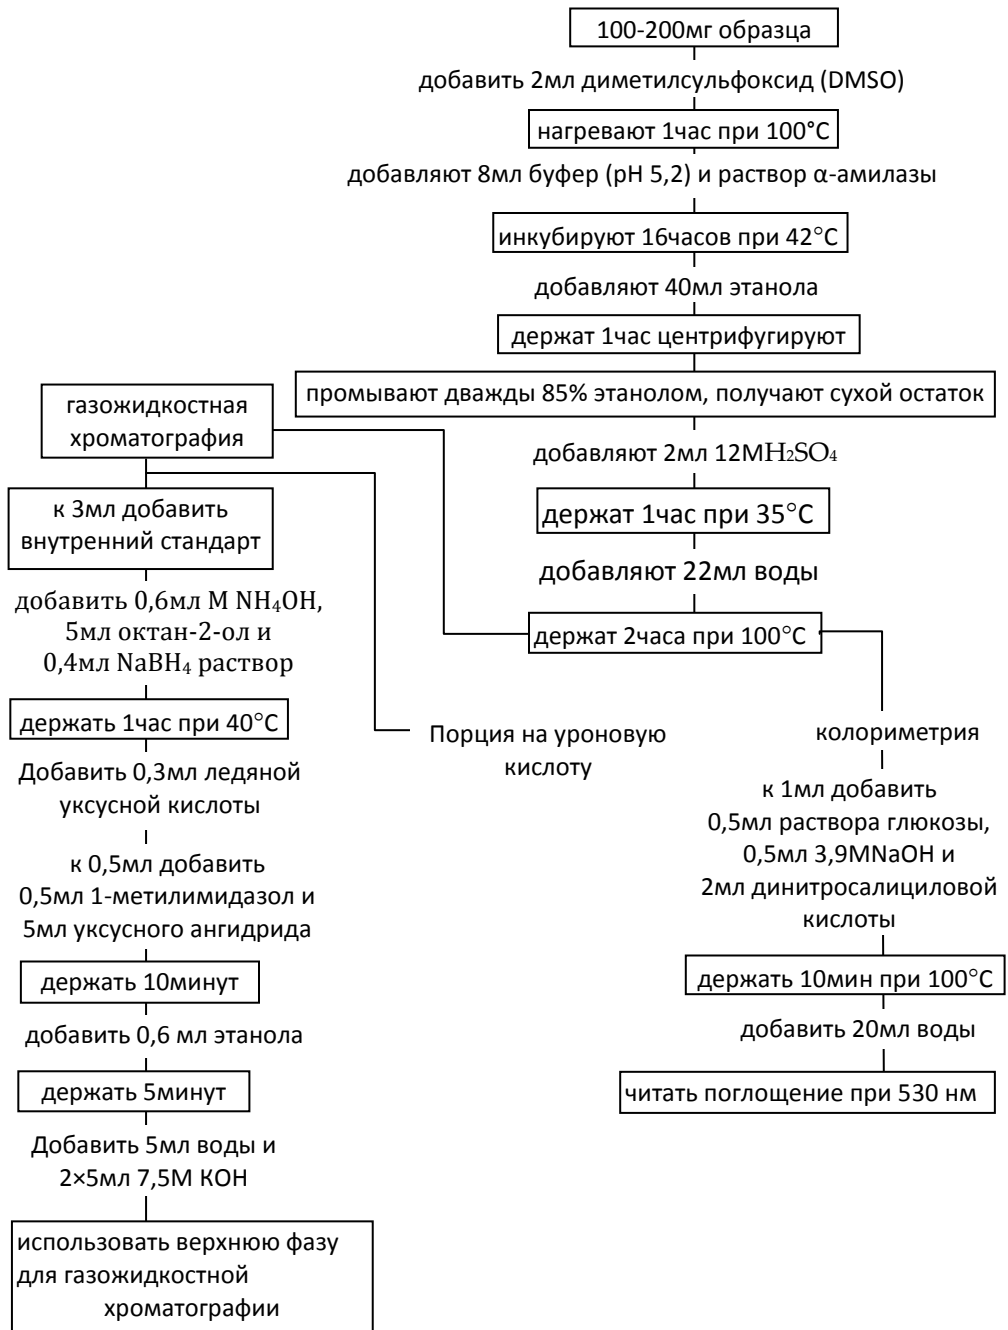 100-200мг образца
добавить 2мл диметилсульфоксид (DMSO)
нагревают 1час при 100°C
добавляют 8мл буфер (pH 5,2) и раствор α-амилазы
инкубируют 16часов при 42°C
добавляют 40мл этанола
держат 1час центрифугируют
промывают дважды 85% этанолом, получают сухой остаток
добавляют 2мл 12МH₂SO₄
держат 1час при 35°C
добавляют 22мл воды
держат 2часа при 100°C
газожидкостная
хроматография
к 3мл добавить
внутренний стандарт
добавить 0,6мл М NH₄OH,
5мл октан-2-ол и
0,4мл NaBH₄ раствор
держать 1час при 40°C
Добавить 0,3мл ледяной
уксусной кислоты
к 0,5мл добавить
0,5мл 1-метилимидазол и
5мл уксусного ангидрида
держать 10минут
добавить 0,6 мл этанола
держать 5минут
Добавить 5мл воды и
2×5мл 7,5М КОН
использовать верхнюю фазу
для газожидкостной
хроматографии
Порция на уроновую
кислоту
колориметрия
к 1мл добавить
0,5мл раствора глюкозы,
0,5мл 3,9МNaOH и
2мл динитросалициловой
кислоты
держать 10мин при 100°C
добавить 20мл воды
читать поглощение при 530 нм